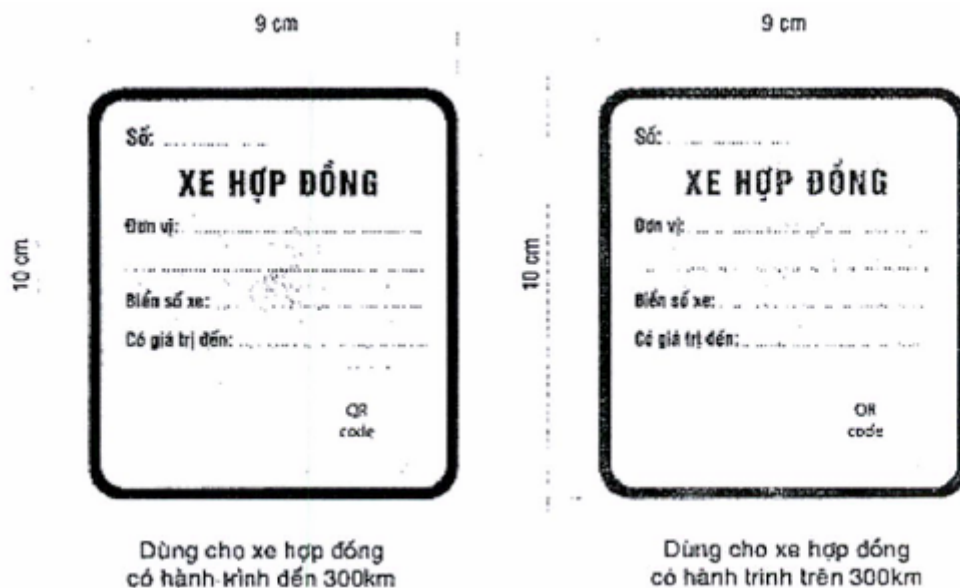 9 cm
10 cm
Số:
XE HỢP ĐỒNG
Đơn vị:
Biển số xe:
Có giá trị đến:
QR
code
Dùng cho xe hợp đồng
có hành trình đến 300km
9 cm
10 cm
Số:
XE HỢP ĐỒNG
Đơn vị:
Biển số xe:
Có giá trị đến:
QR
code
Dùng cho xe hợp đồng
có hành trình trên 300km